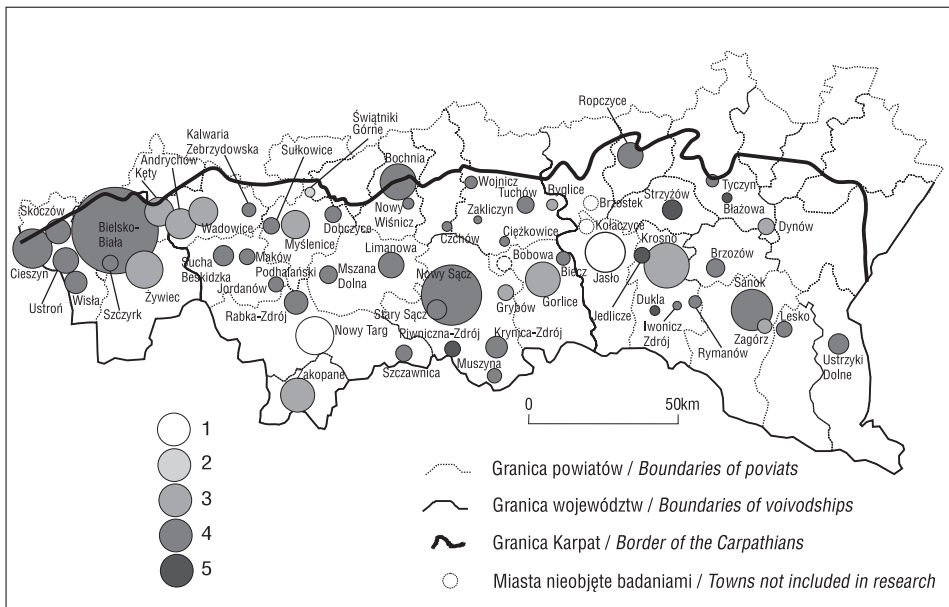 Ropczyce
Świątniki
Górne
Kalwaria
Zebrzydowska
Sułkowice
Bochnia
Andrychów
Kęty
Wojnicz
Tuchów
Ryglice
Brzostek
Strzyżów
Tyczyn
Błażowa
Skoczów
Bielsko-
Biała
Wadowice
Myślenice
Dobczyce
Nowy
Wiśnicz
Zakliczyn
Czchów
Ciężkowice
Kołaczyce
Krosno
Dynów
Cieszyn
Sucha
Beskidzka
Maków
Podhalański
Jordanów
Mszana
Dolna
Limanowa
Nowy Sącz
Bobowa
Biecz
Jasło
Brzozów
Ustroń
Wisła
Szczyrk
Żywiec
Rabka-Zdrój
Stary Sącz
Grybów
Gorlice
Jedlicze
Dukla
Iwonicz
Zdrój
Rymanów
Sanok
Zagórz
Lesko
Nowy Targ
Piwniczna-Zdrój
Krynica-Zdrój
Szczawnica
Muszyna
Ustrzyki
Dolne
Zakopane
0 50km
1
2
3
4
5
Granica powiatów / Boundaries of poviats
Granica województw / Boundaries of voivodships
Granica Karpat / Border of the Carpathians
Miasta nieobjęte badaniami / Towns not included in research